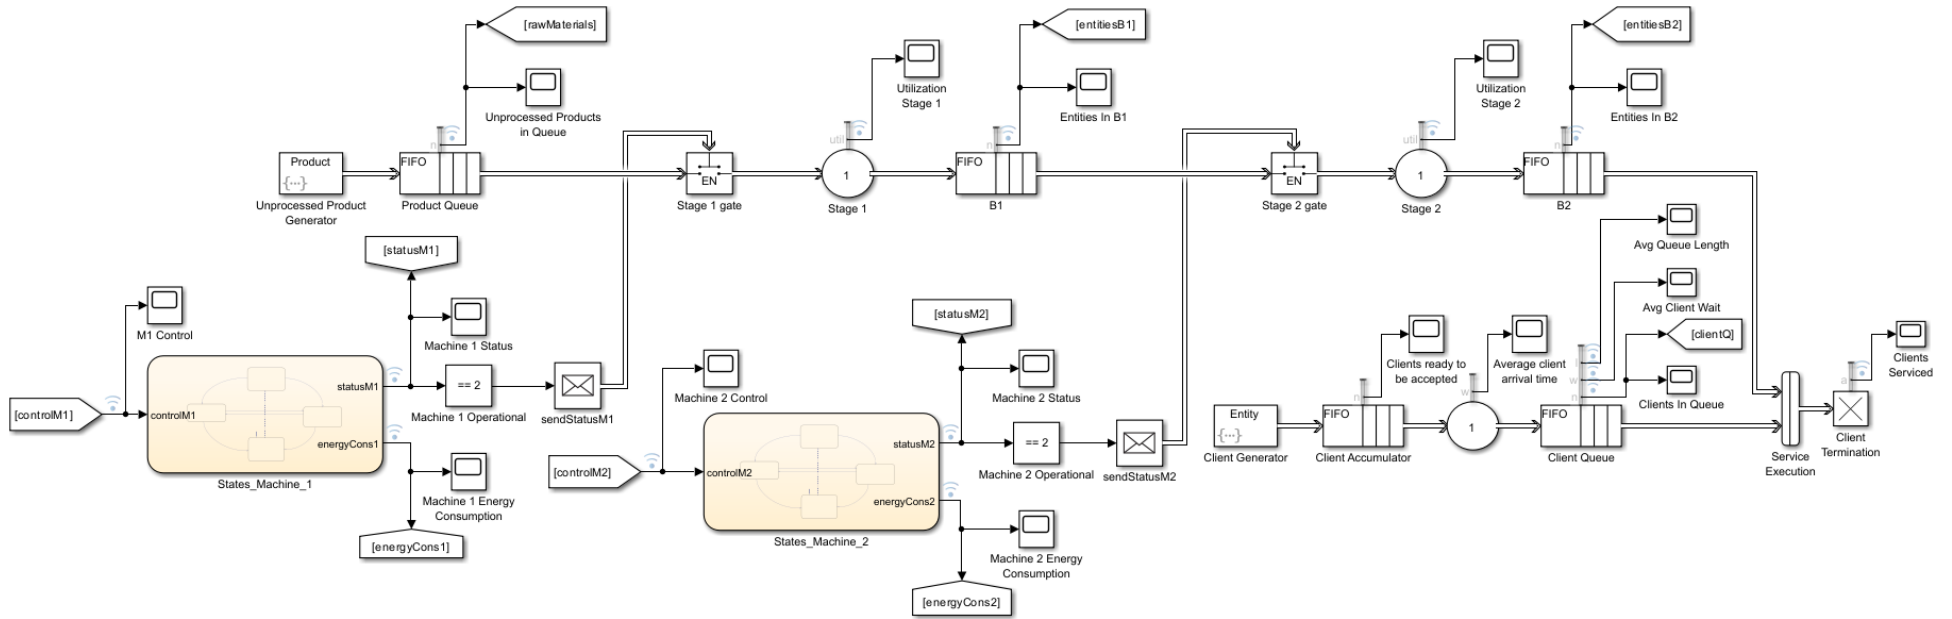 [rawMaterials]
Unprocessed Products
in Queue
n
Product
{...}
Unprocessed Product
Generator
FIFO
Product Queue
EN
Stage 1 gate
util
1
Stage 1
Utilization
Stage 1
[entitiesB1]
Entities In B1
n
FIFO
B1
EN
Stage 2 gate
util
1
Stage 2
Utilization
Stage 2
[entitiesB2]
Entities In B2
n
FIFO
B2
[statusM1]
M1 Control
Machine 1 Status
[controlM1]
controlM1
statusM1
energyCons1
States_Machine_1
== 2
Machine 1 Operational
sendStatusM1
Machine 1 Energy
Consumption
[energyCons1]
[statusM2]
Machine 2 Control
Machine 2 Status
[controlM2]
controlM2
statusM2
energyCons2
States_Machine_2
== 2
Machine 2 Operational
sendStatusM2
Machine 2 Energy
Consumption
[energyCons2]
Entity
{...}
Client Generator
FIFO
n
Client Accumulator
Clients ready to
be accepted
w
1
Average client
arrival time
FIFO
l
w
n
Client Queue
Avg Queue Length
Avg Client Wait
[clientQ]
Clients In Queue
Service
Execution
a
Client
Termination
Clients
Serviced